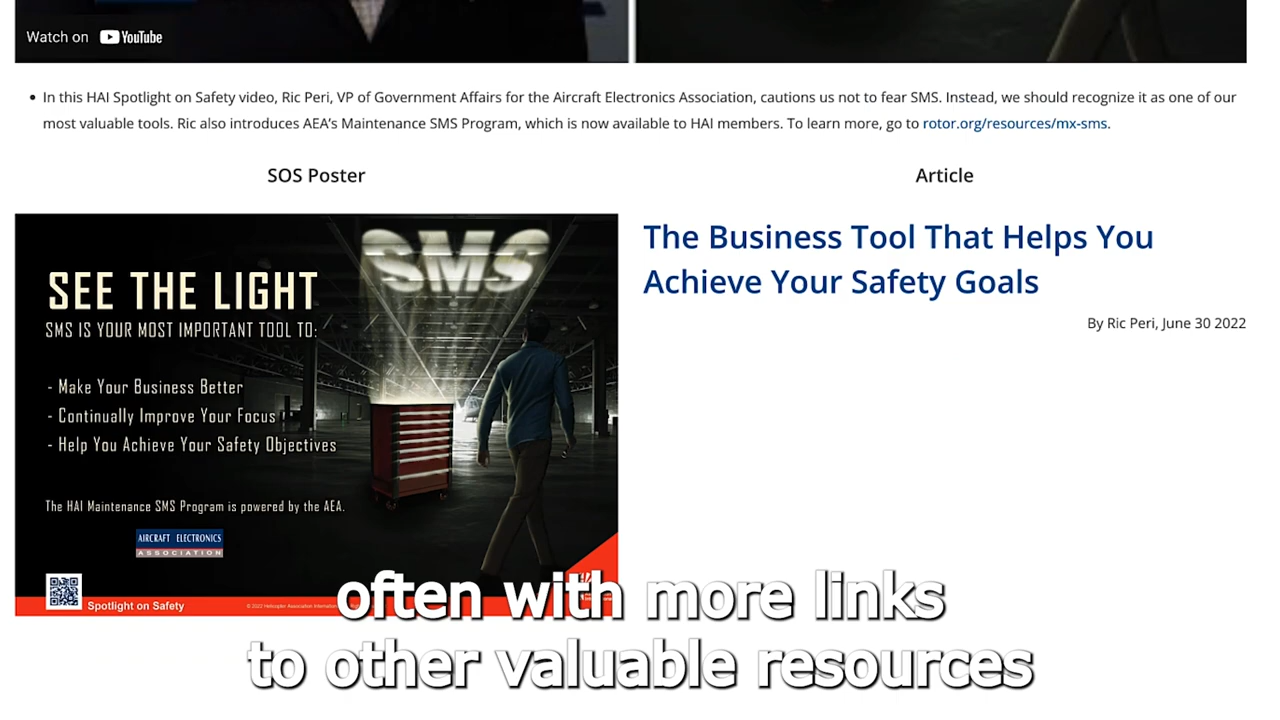 Watch on YouTube
• In this HAI Spotlight on Safety video, Ric Peri, VP of Government Affairs for the Aircraft Electronics Association, cautions us not to fear SMS. Instead, we should recognize it as one of our
most valuable tools. Ric also introduces AEA's Maintenance SMS Program, which is now available to HAI members. To learn more, go to rotor.org/resources/mx-sms.
SOS Poster
SMS
SEE THE LIGHT
SMS IS YOUR MOST IMPORTANT TOOL TO:
- Make Your Business Better
- Continually Improve Your Focus
- Help You Achieve Your Safety Objectives
The HAI Maintenance SMS Program is powered by the AEA.
AIRCRAFT ELECTRONICS
ASSOCIATION
Spotlight on Safety
© 2022 Helicopter Association
Article
The Business Tool That Helps You
Achieve Your Safety Goals
By Ric Peri, June 30 2022
often with more links
to other valuable resources